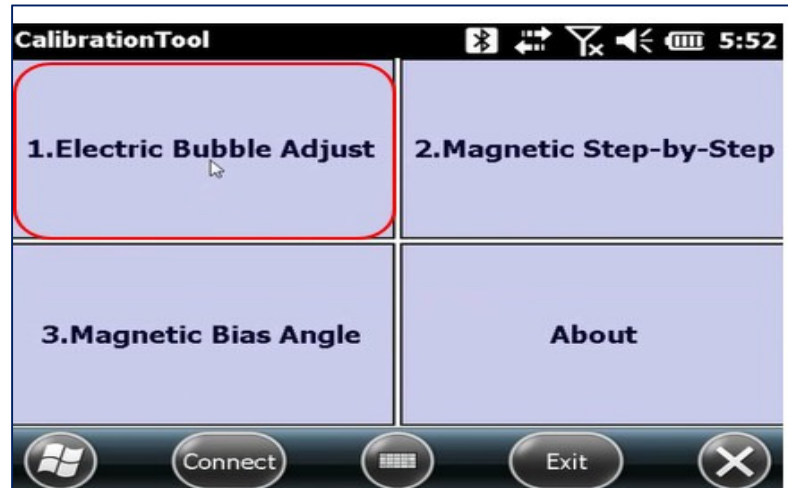 CalibrationTool 5:52
1.Electric Bubble Adjust 2.Magnetic Step-by-Step
3.Magnetic Bias Angle About
Connect Exit